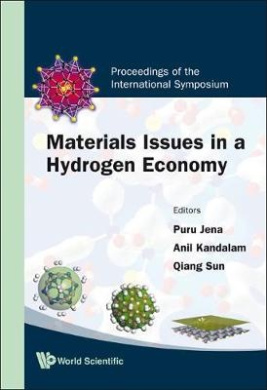 Proceedings of the
International Symposium
Materials Issues in a
Hydrogen Economy
Editors
Puru Jena
Anil Kandalam
Qiang Sun
World Scientific